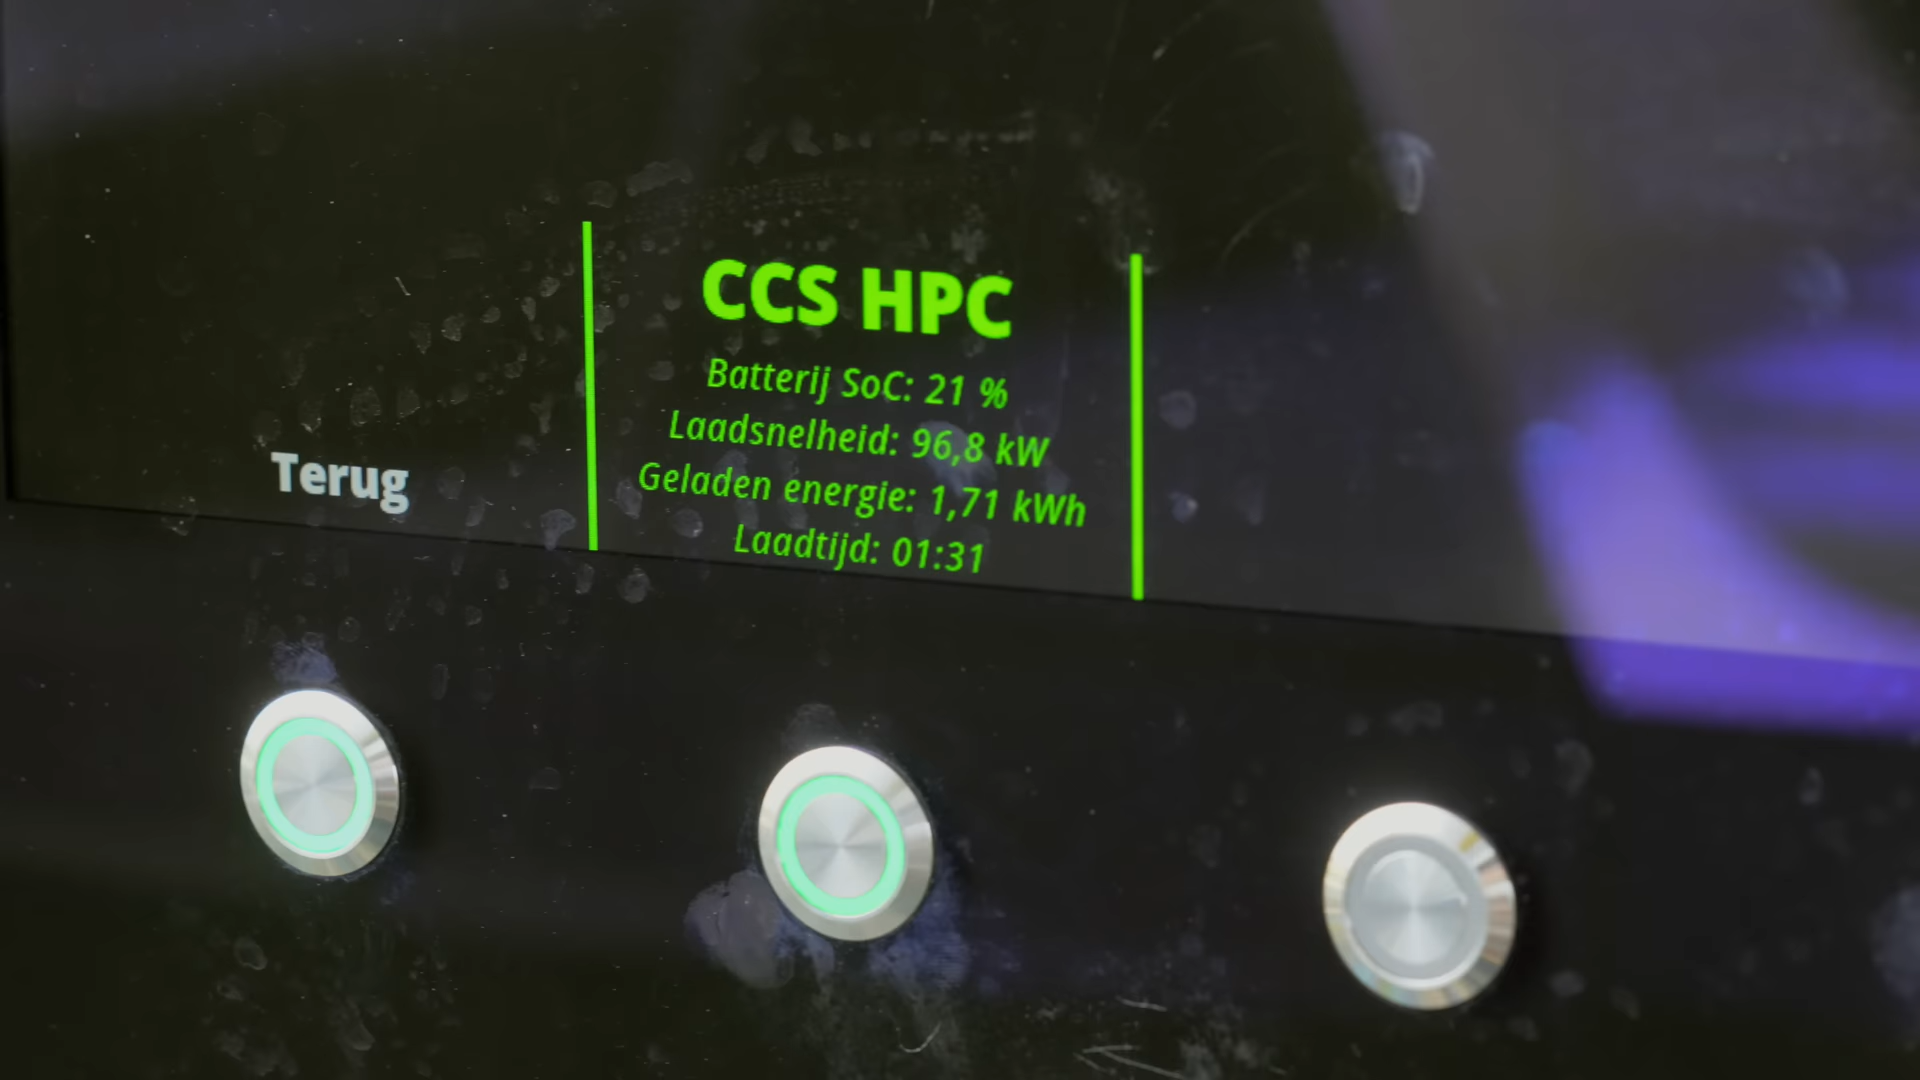 CCS HPC
Batterij SoC: 21 %
Laadsnelheid: 96,8 kW
Geladen energie: 1,71 kWh
Laadtijd: 01:31
Terug